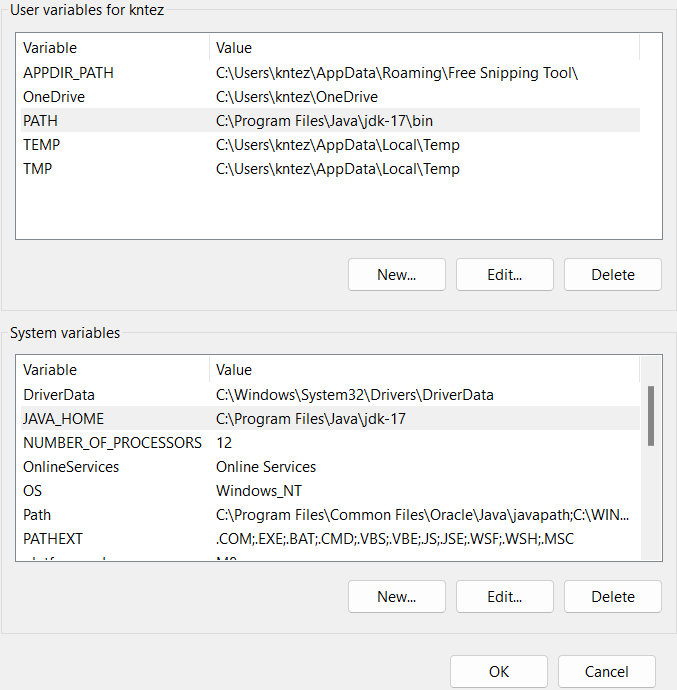 User variables for kntez
Variable Value
APPDIR_PATH C:\Users\kntez\AppData\Roaming\Free Snipping Tool\
OneDrive C:\Users\kntez\OneDrive
PATH C:\Program Files\Java\jdk-17\bin
TEMP C:\Users\kntez\AppData\Local\Temp
TMP C:\Users\kntez\AppData\Local\Temp
New... Edit... Delete
System variables
Variable Value
DriverData C:\Windows\System32\Drivers\DriverData
JAVA_HOME C:\Program Files\Java\jdk-17
NUMBER_OF_PROCESSORS 12
OnlineServices Online Services
OS Windows_NT
Path C:\Program Files\Common Files\Oracle\Java\javapath;C:\WIN...
PATHEXT .COM;.EXE;.BAT;.CMD;.VBS;.VBE;.JS;.JSE;.WSF;.WSH;.MSC
New... Edit... Delete
OK Cancel